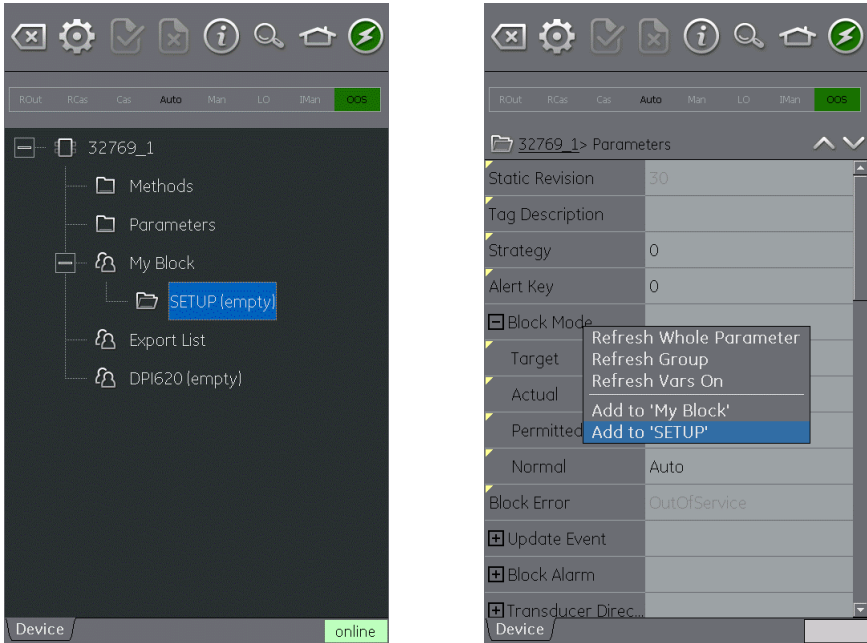 ROut RCas Cas Auto Man LO IMan OOS
32769_1
Methods
Parameters
My Block
SETUP (empty)
Export List
DPI620 (empty)
Device online
ROut RCas Cas Auto Man LO IMan OOS
32769_1> Parameters
Static Revision 30
Tag Description
Strategy 0
Alert Key 0
Block Mode
Refresh Whole Parameter
Target Refresh Group
Refresh Vars On
Actual
Add to 'My Block'
Permitted Add to 'SETUP'
Normal Auto
Block Error OutOfService
Update Event
Block Alarm
Transducer Direc...
Device